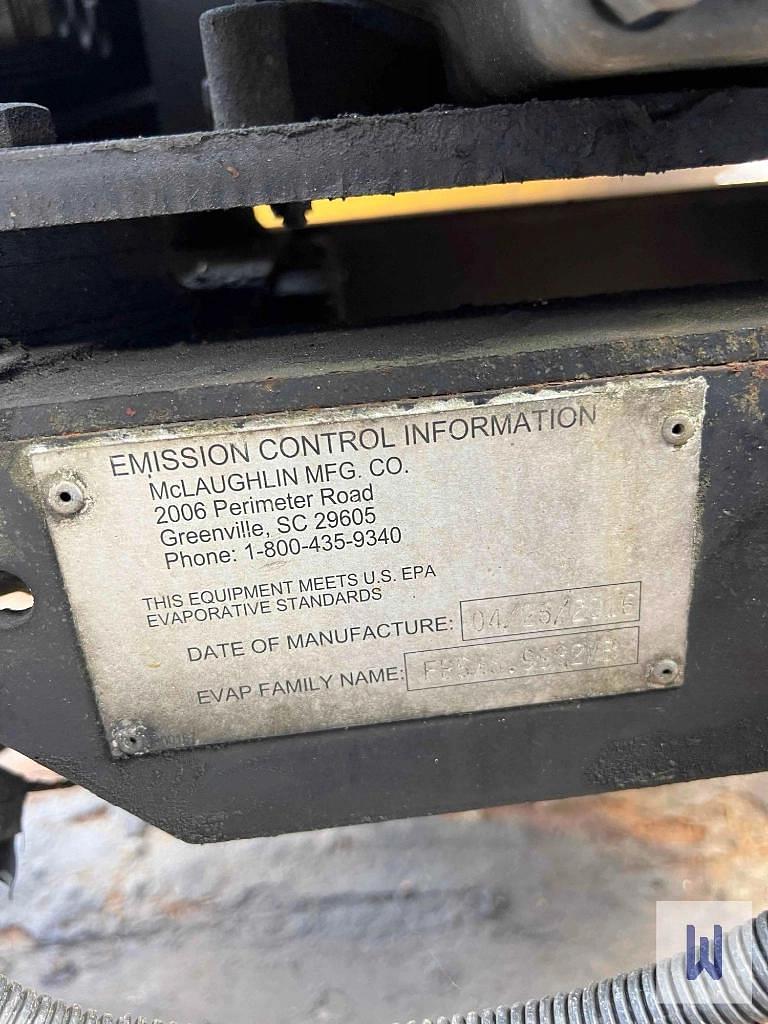 EMISSION CONTROL INFORMATION
McLAUGHLIN MFG. CO.
2006 Perimeter Road
Greenville, SC 29605
Phone: 1-800-435-9340
THIS EQUIPMENT MEETS U.S. EPA
EVAPORATIVE STANDARDS
DATE OF MANUFACTURE:
EVAP FAMILY NAME:
W